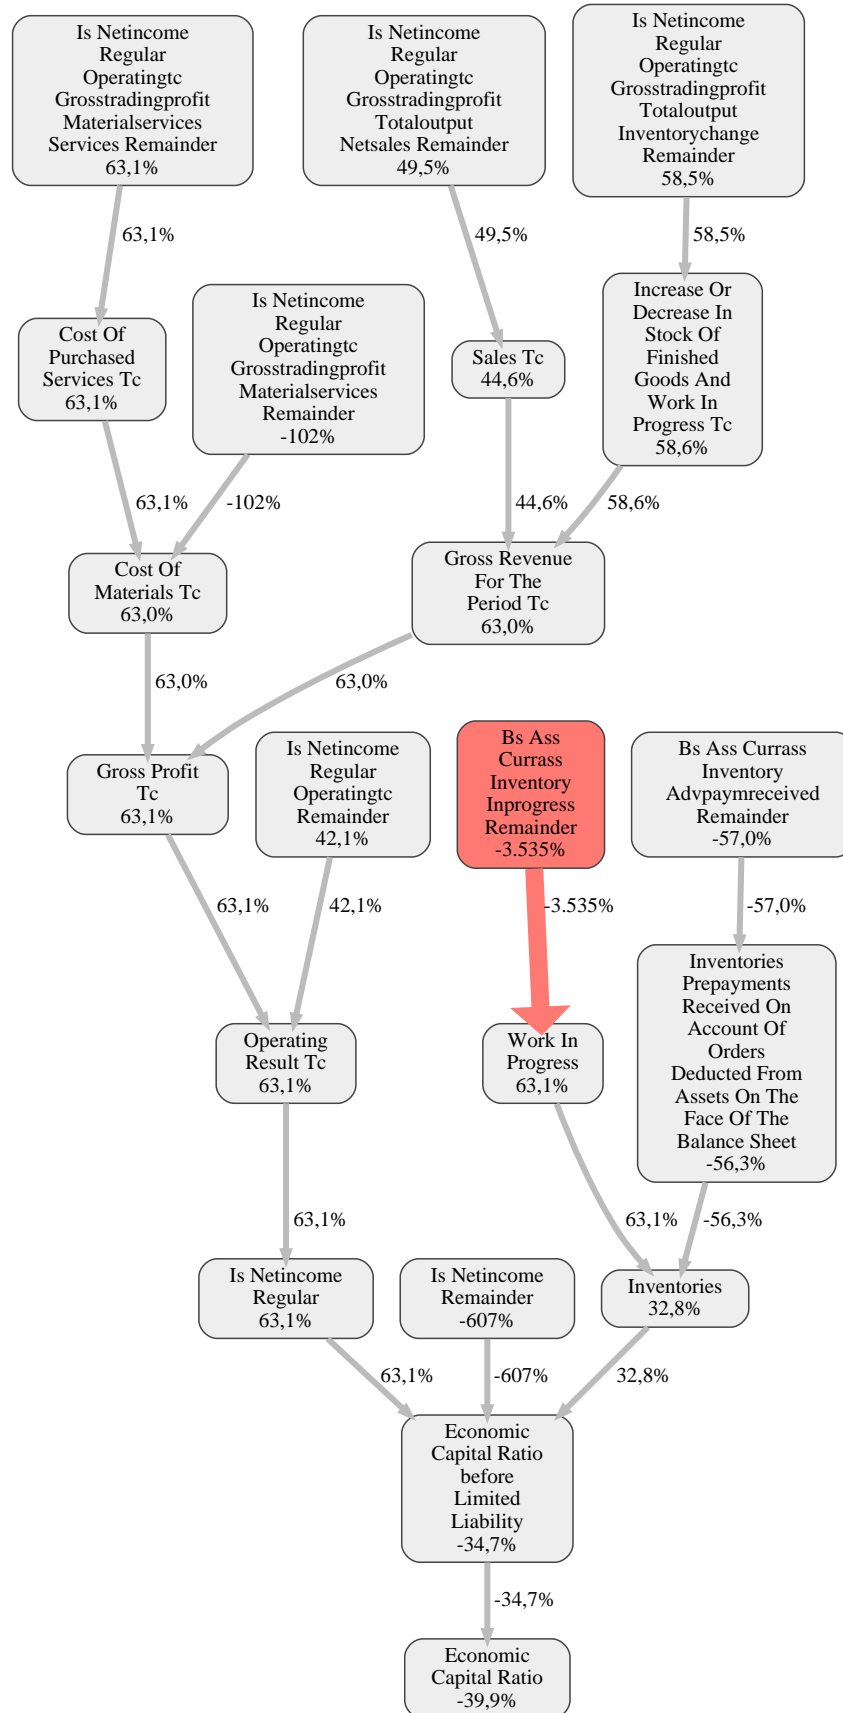 Is Netincome
Regular
Operatingtc
Grosstradingprofit
Materialservices
Services Remainder
63,1%
Is Netincome
Regular
Operatingtc
Grosstradingprofit
Totaloutput
Netsales Remainder
49,5%
Is Netincome
Regular
Operatingtc
Grosstradingprofit
Totaloutput
Inventorychange
Remainder
58,5%
63,1%
49,5%
58,5%
Cost Of
Purchased
Services Tc
63,1%
Is Netincome
Regular
Operatingtc
Grosstradingprofit
Materialservices
Remainder
-102%
Sales Tc
44,6%
Increase Or
Decrease In
Stock Of
Finished
Goods And
Work In
Progress Tc
58,6%
63,1%
-102%
44,6%
58,6%
Cost Of
Materials Tc
63,0%
Gross Revenue
For The
Period Tc
63,0%
63,0%
63,0%
Gross Profit
Tc
63,1%
Is Netincome
Regular
Operatingtc
Remainder
42,1%
Bs Ass
Currass
Inventory
Inprogress
Remainder
-3.535%
Bs Ass Currass
Inventory
Advpaymreceived
Remainder
-57,0%
63,1%
42,1%
-3.535%
-57,0%
Operating
Result Tc
63,1%
Work In
Progress
63,1%
Inventories
Prepayments
Received On
Account Of
Orders
Deducted From
Assets On The
Face Of The
Balance Sheet
-56,3%
63,1%
63,1%
-56,3%
Is Netincome
Regular
63,1%
Is Netincome
Remainder
-607%
Inventories
32,8%
63,1%
-607%
32,8%
Economic
Capital Ratio
before
Limited
Liability
-34,7%
-34,7%
Economic
Capital Ratio
-39,9%